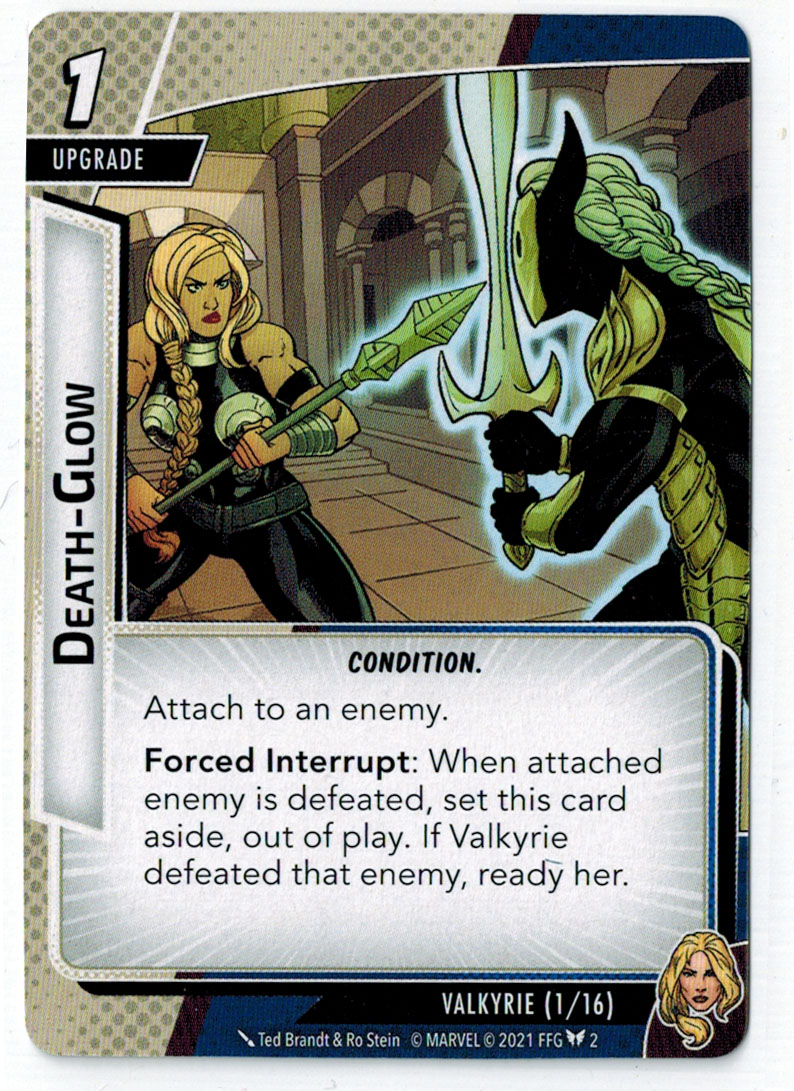 1
UPGRADE
DEATH-GLOW
CONDITION.
Attach to an enemy.
Forced Interrupt: When attached
enemy is defeated, set this card
aside, out of play. If Valkyrie
defeated that enemy, ready her.
VALKYRIE (1/16)
Ted Brandt & Ro Stein © MARVEL © 2021 FFG 2